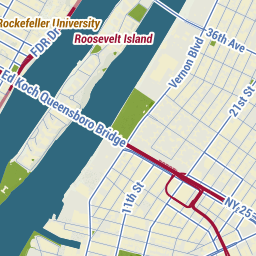 Rockefeller University
36th Ave
FDR Dr
Roosevelt Island
Vernon Blvd
Ed Koch Queensboro Bridge
21st St
11th St
NY 25